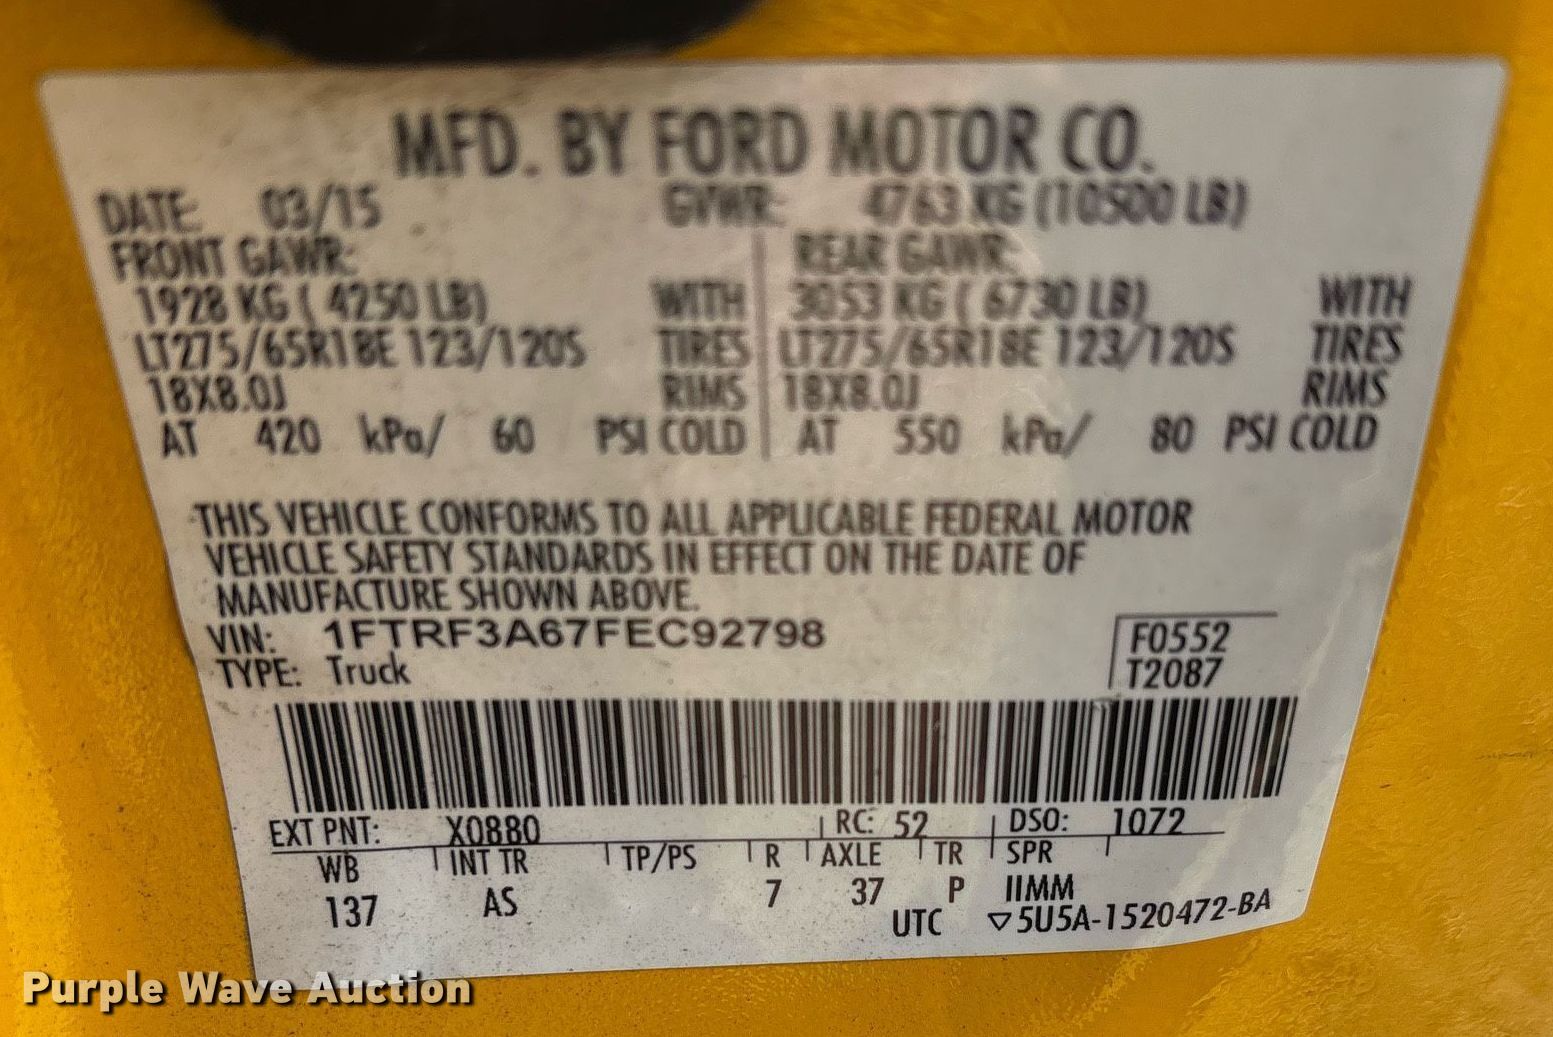 MFD. BY FORD MOTOR CO.
DATE: 03/15 GVWR: 4763 KG (10500 LB)
FRONT GAWR: REAR GAWR:
1928 KG ( 4250 LB) WITH 3053 KG ( 6730 LB) WITH
LT275/65R18E 123/120S TIRES LT275/65R18E 123/120S TIRES
18X8.0J RIMS 18X8.0J RIMS
AT 420 kPa/ 60 PSI COLD AT 550 kPa/ 80 PSI COLD
THIS VEHICLE CONFORMS TO ALL APPLICABLE FEDERAL MOTOR
VEHICLE SAFETY STANDARDS IN EFFECT ON THE DATE OF
MANUFACTURE SHOWN ABOVE.
VIN: 1FTRF3A67FEC92798 F0552
TYPE: Truck T2087
EXT PNT: X0880 RC: 52 DSO: 1072
WB INT TR TP/PS R AXLE TR SPR
137 AS 7 37 P IIMM
UTC ▽5U5A-1520472-BA
Purple Wave Auction